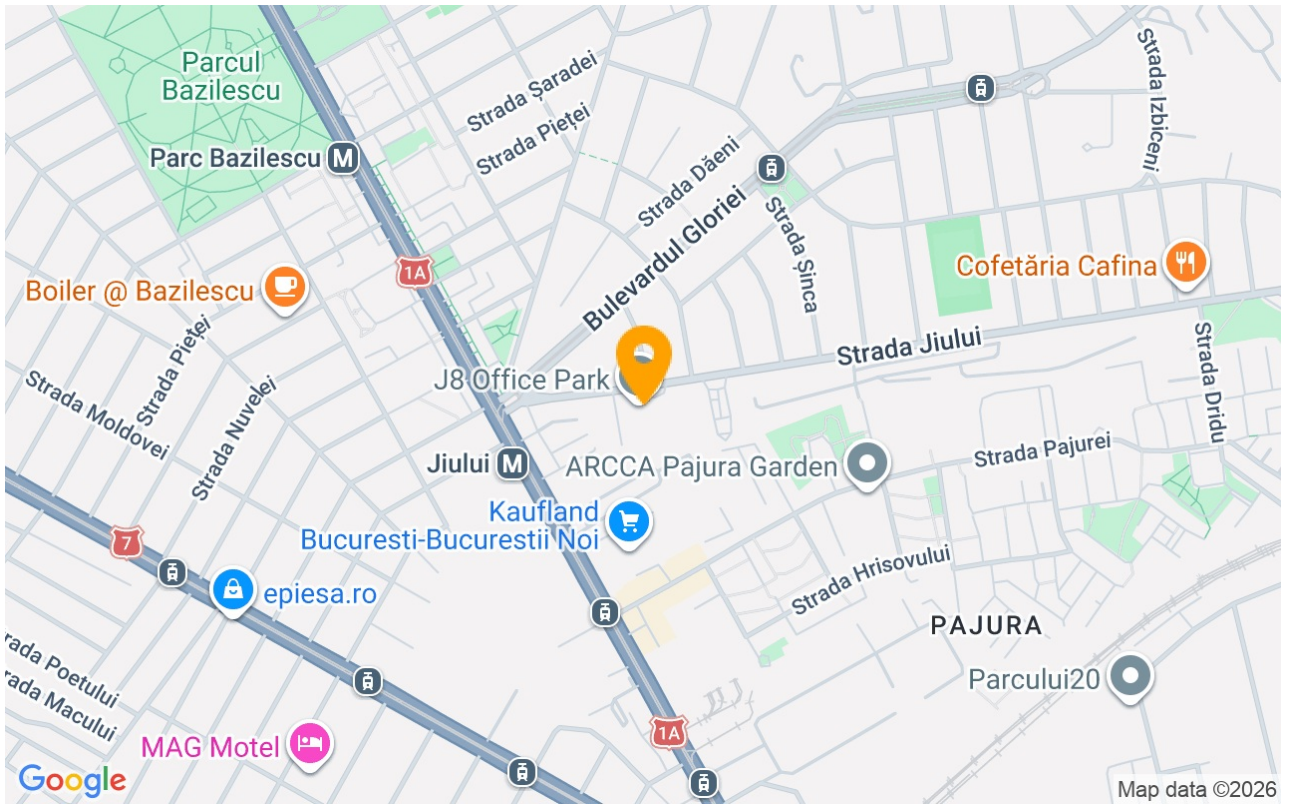 Parcul
Bazilescu
Strada Șaradei
Strada Pieței
Parc Bazilescu M
Strada Dăeni
Strada Izbiceni
Bulevardul Gloriei
Strada Șinca
1A
Boiler @ Bazilescu
Cofetăria Cafina
Strada Pieței
Strada Jiului
J8 Office Park
Strada Moldovei
Strada Nuvelei
Strada Dridu
Jiului M
ARCCA Pajura Garden
Strada Pajurei
Kaufland
Bucuresti-Bucurestii Noi
7
epiesa.ro
Strada Hrisovului
PAJURA
rada Poetului
rada Macului
Parcului20
MAG Motel
1A
Google
Map data ©2026